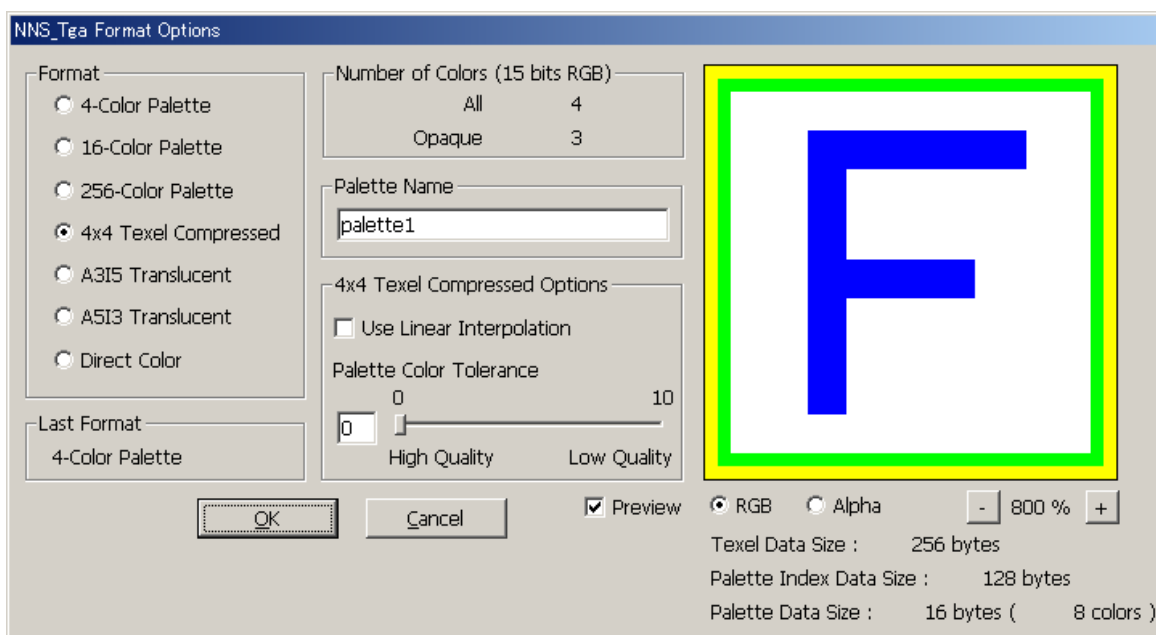 NNS_Tga Format Options
Format
4-Color Palette
16-Color Palette
256-Color Palette
4x4 Texel Compressed
A3I5 Translucent
A5I3 Translucent
Direct Color
Last Format
4-Color Palette
Number of Colors (15 bits RGB)
All 4
Opaque 3
Palette Name
palette1
4x4 Texel Compressed Options
Use Linear Interpolation
Palette Color Tolerance
0 10
0
High Quality Low Quality
F
OK Cancel Preview RGB Alpha - 800 % +
Texel Data Size : 256 bytes
Palette Index Data Size : 128 bytes
Palette Data Size : 16 bytes ( 8 colors )